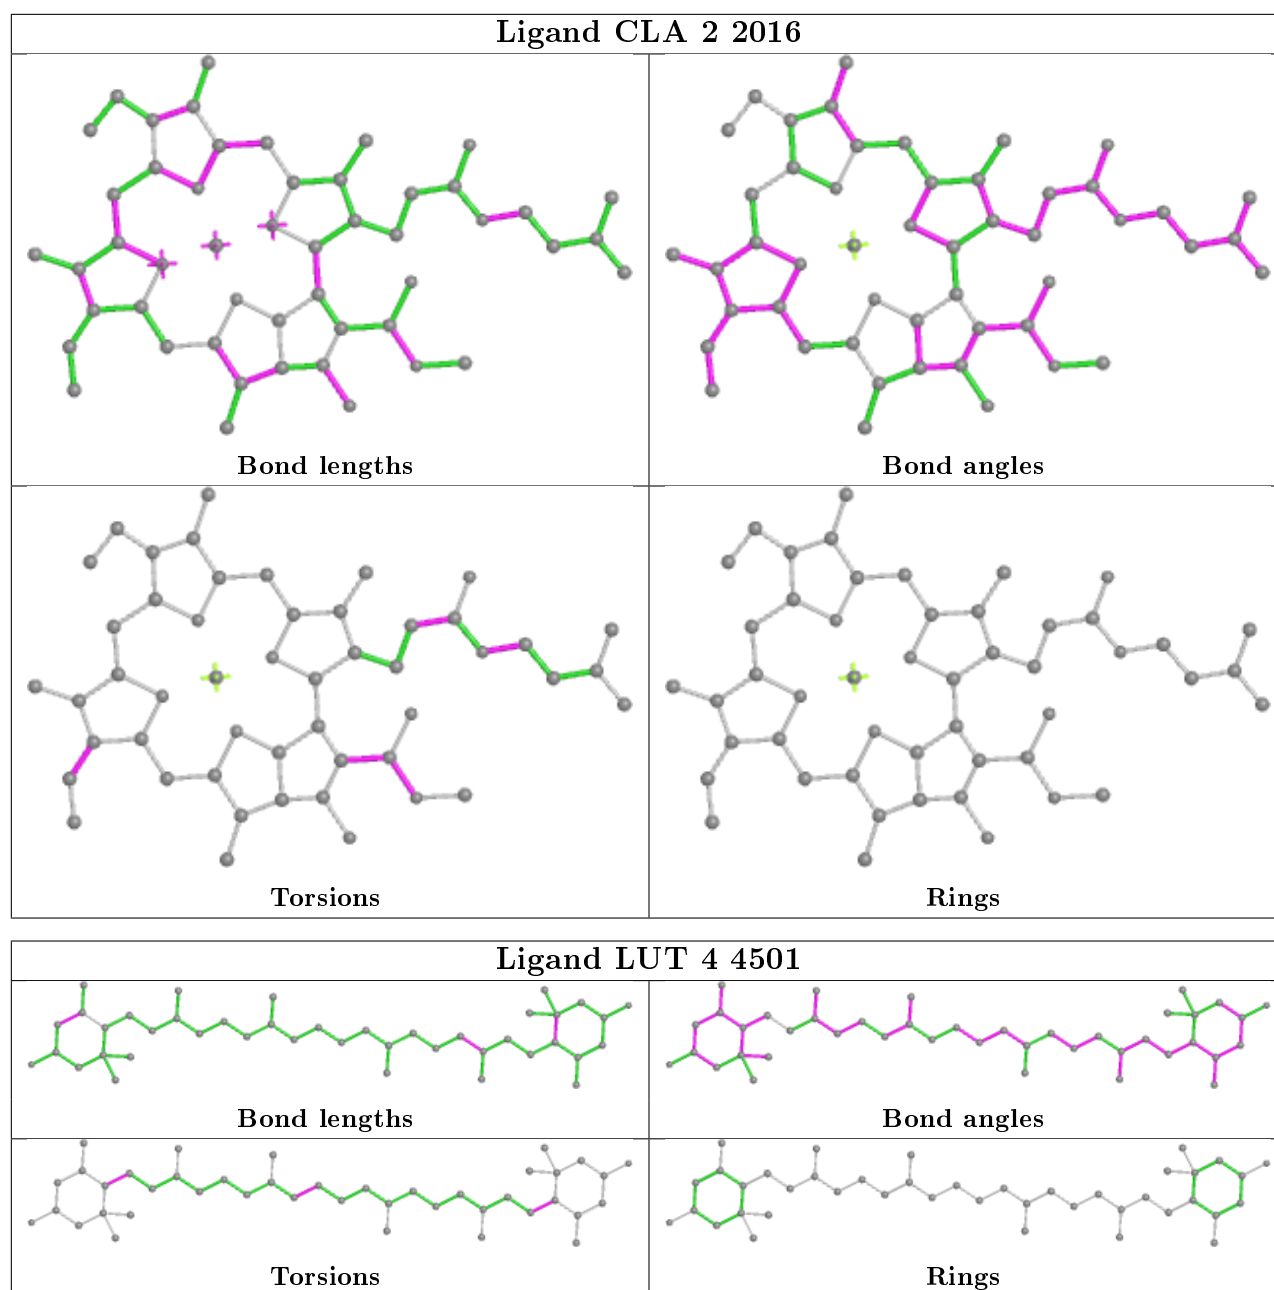 Ligand CLA 2 2016
Bond lengths
Bond angles
Torsions
Rings
Ligand LUT 4 4501
Bond lengths
Bond angles
Torsions
Rings